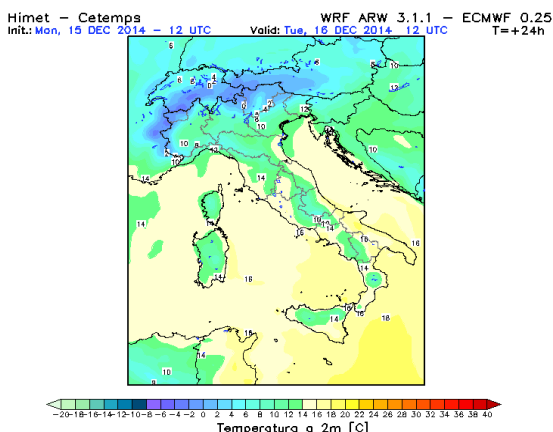 Himet - Cetemps WRF ARW 3.1.1 - ECMWF 0.25
Init.: Mon, 15 DEC 2014 - 12 UTC Valid: Tue, 16 DEC 2014 12 UTC T=+24h
-20-18-16-14-12-10-8 -6 -4 -2 0 2 4 6 8 10 12 14 16 18 20 22 24 26 28 30 32 34 36 38 40
Temperatura a 2m [C]